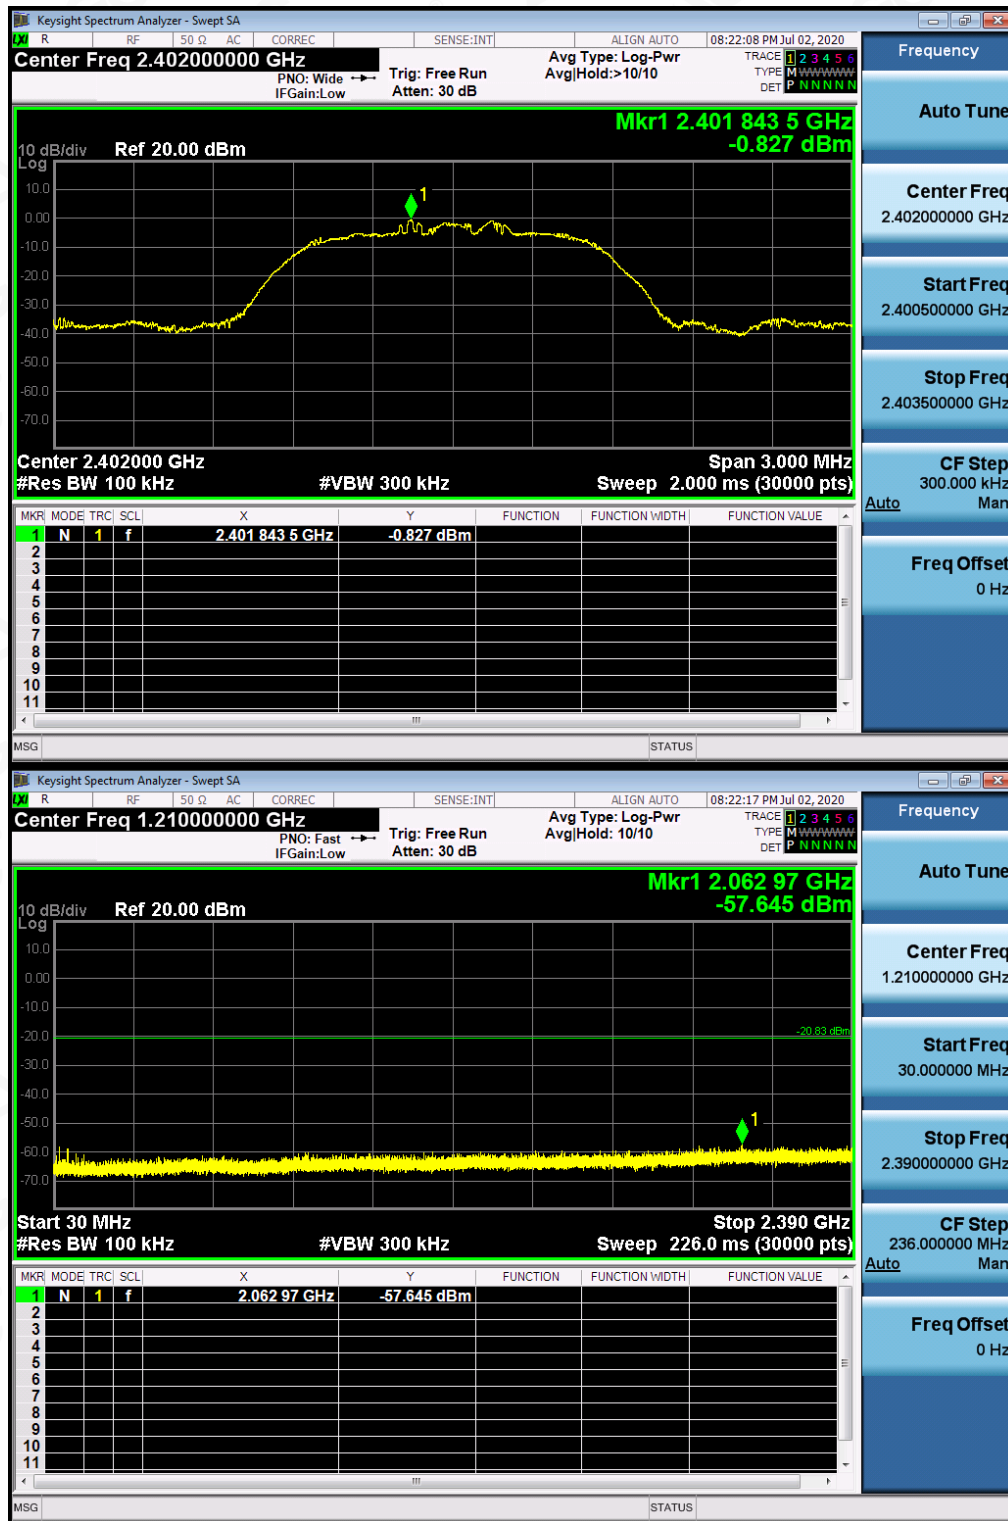 Keysight Spectrum Analyzer - Swept SA
LXI R RF 50 Ω AC CORREC SENSE:INT ALIGN AUTO 08:22:08 PM Jul 02, 2020
Center Freq 2.402000000 GHz
PNO: Wide
IFGain:Low
Trig: Free Run
Atten: 30 dB
Avg Type: Log-Pwr
Avg|Hold:>10/10
TRACE 1 2 3 4 5 6
TYPE M W W W W W
DET P N N N N N
Mkr1 2.401 843 5 GHz
-0.827 dBm
10 dB/div Ref 20.00 dBm
Log
10.0
0.00
-10.0
-20.0
-30.0
-40.0
-50.0
-60.0
-70.0
1
Center 2.402000 GHz Span 3.000 MHz
#Res BW 100 kHz #VBW 300 kHz Sweep 2.000 ms (30000 pts)
MKR MODE TRC SCL X Y FUNCTION FUNCTION WIDTH FUNCTION VALUE
1 N 1 f 2.401 843 5 GHz -0.827 dBm
2
3
4
5
6
7
8
9
10
11
MSG STATUS
Frequency
Auto Tune
Center Freq
2.402000000 GHz
Start Freq
2.400500000 GHz
Stop Freq
2.403500000 GHz
CF Step
300.000 kHz
Auto Man
Freq Offset
0 Hz
Keysight Spectrum Analyzer - Swept SA
LXI R RF 50 Ω AC CORREC SENSE:INT ALIGN AUTO 08:22:17 PM Jul 02, 2020
Center Freq 1.210000000 GHz
PNO: Fast
IFGain:Low
Trig: Free Run
Atten: 30 dB
Avg Type: Log-Pwr
Avg|Hold: 10/10
TRACE 1 2 3 4 5 6
TYPE M W W W W W
DET P N N N N N
Mkr1 2.062 97 GHz
-57.645 dBm
10 dB/div Ref 20.00 dBm
Log
10.0
0.00
-10.0
-20.0
-30.0
-40.0
-50.0
-60.0
-70.0
-20.83 dBm
1
Start 30 MHz Stop 2.390 GHz
#Res BW 100 kHz #VBW 300 kHz Sweep 226.0 ms (30000 pts)
MKR MODE TRC SCL X Y FUNCTION FUNCTION WIDTH FUNCTION VALUE
1 N 1 f 2.062 97 GHz -57.645 dBm
2
3
4
5
6
7
8
9
10
11
MSG STATUS
Frequency
Auto Tune
Center Freq
1.210000000 GHz
Start Freq
30.000000 MHz
Stop Freq
2.390000000 GHz
CF Step
236.000000 MHz
Auto Man
Freq Offset
0 Hz